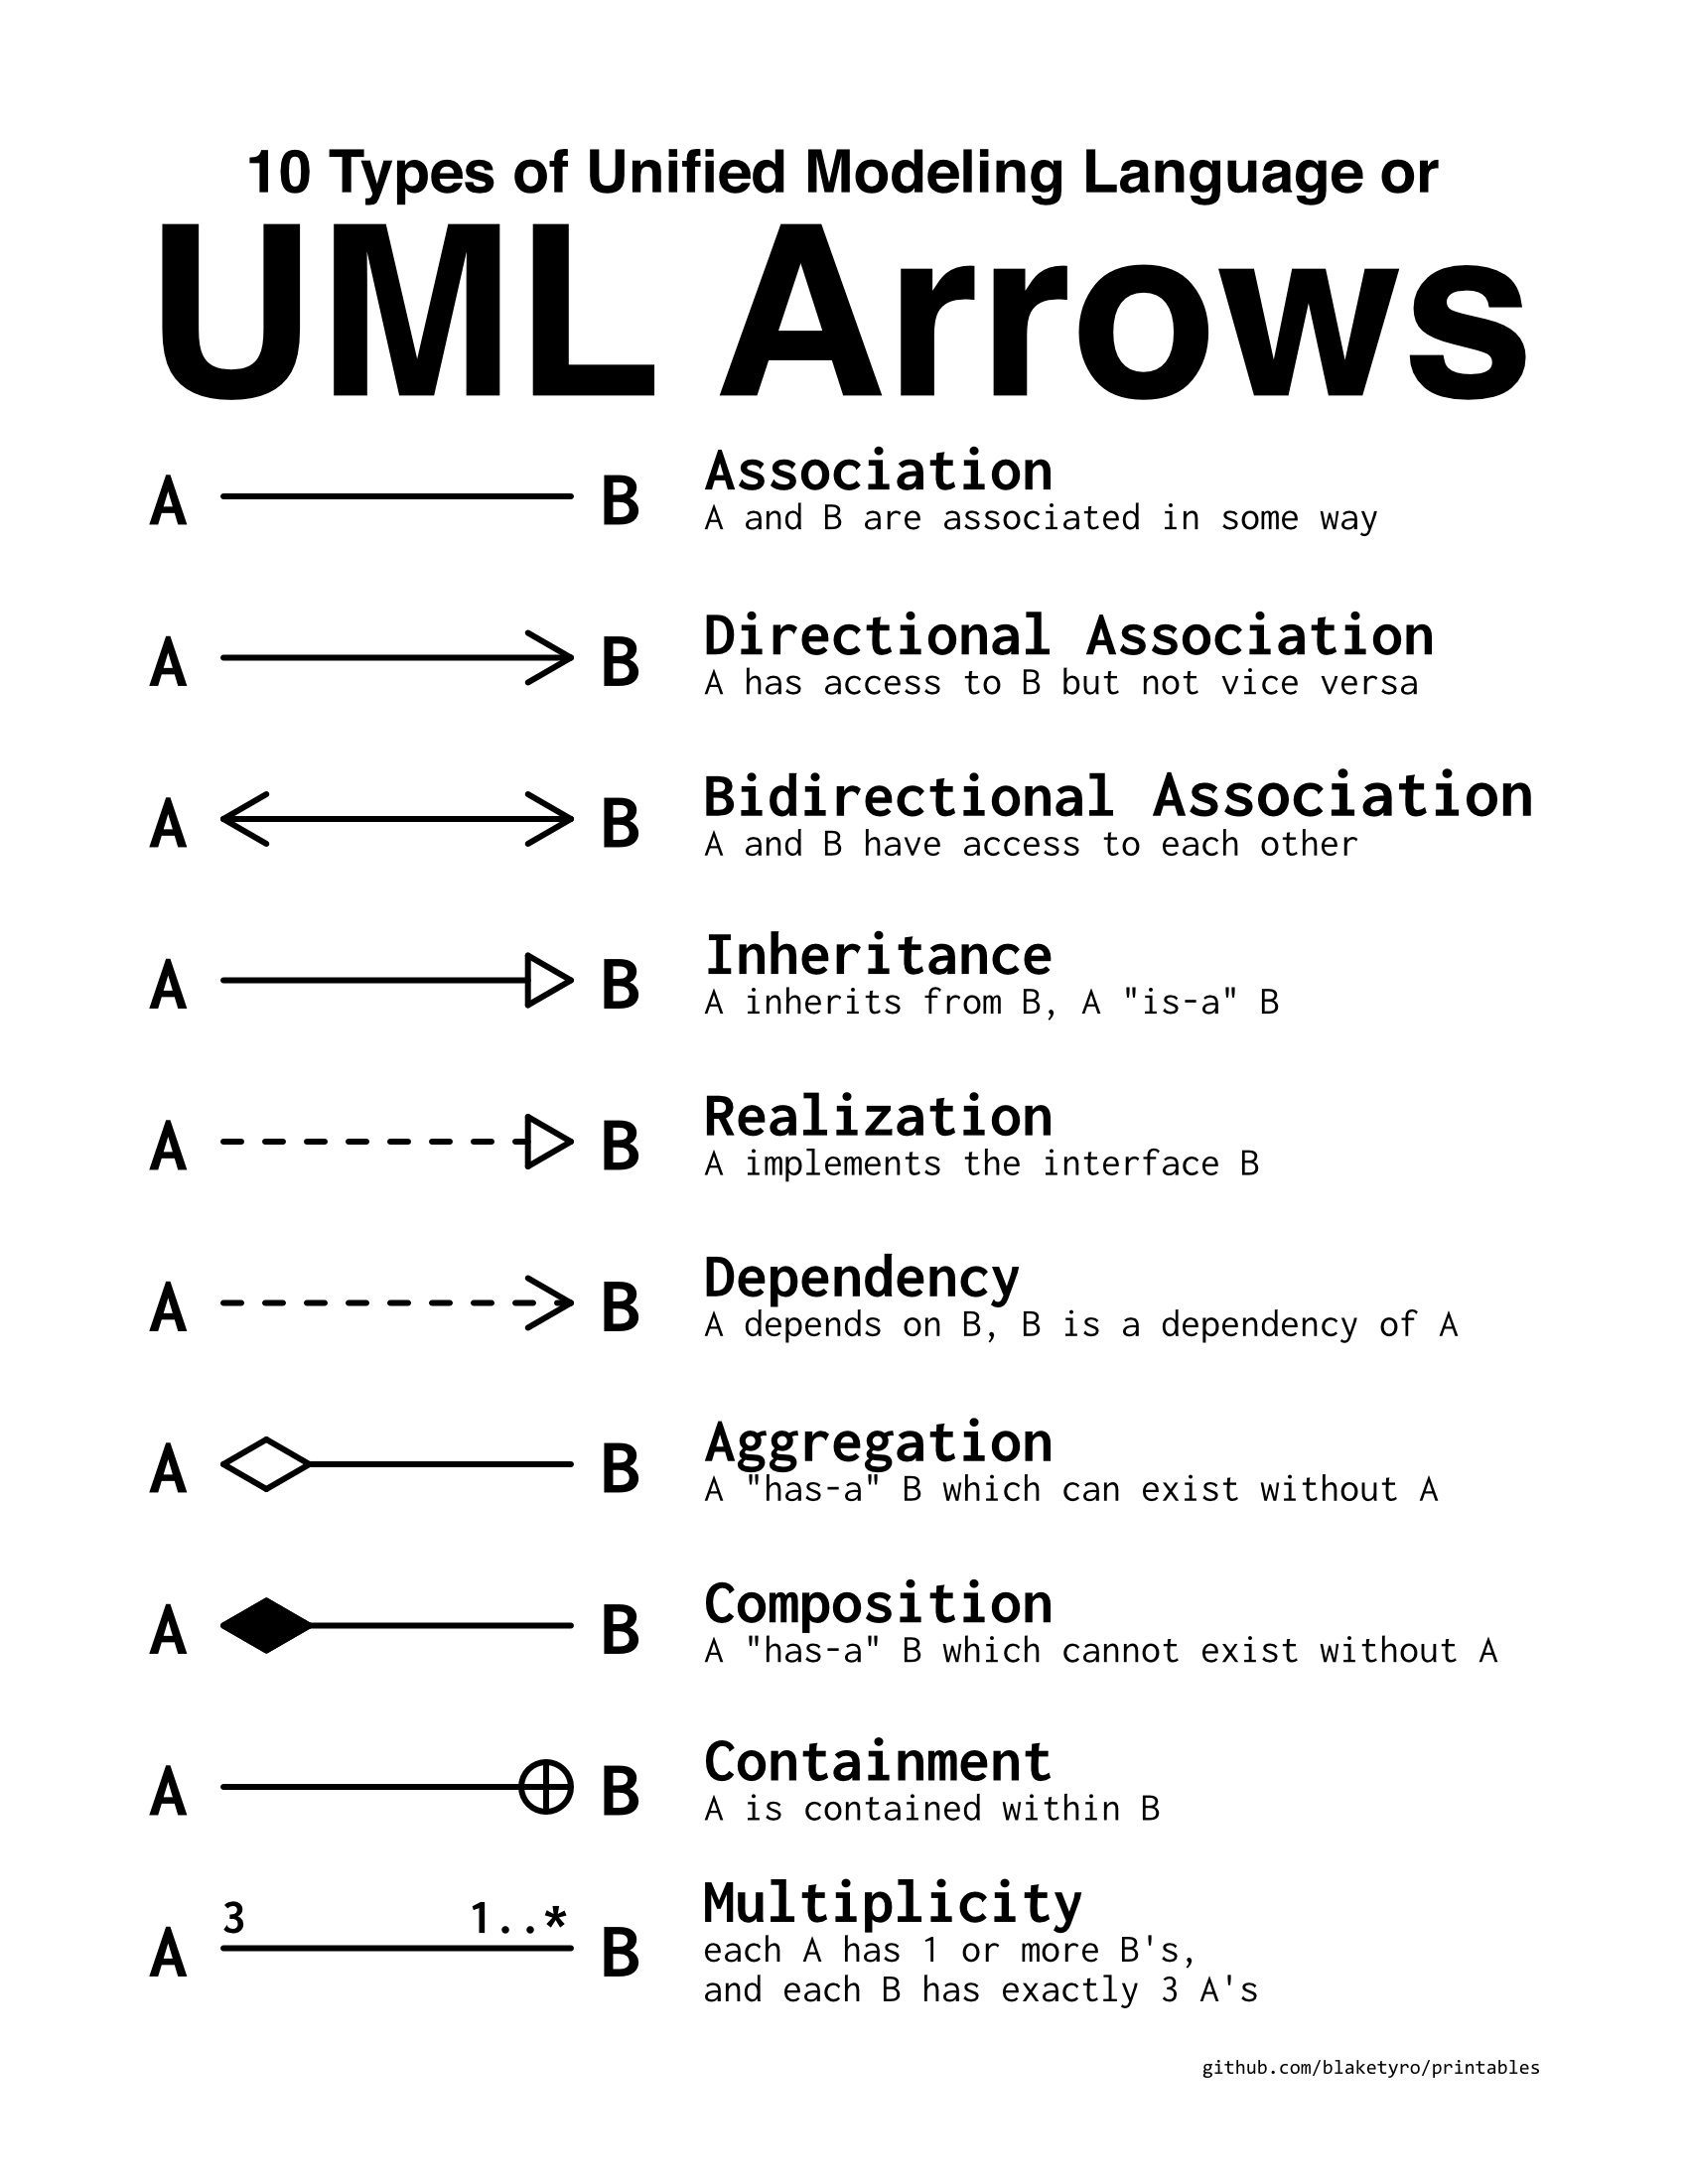 10 Types of Unified Modeling Language or
UML Arrows
A B Association
A and B are associated in some way
A B Directional Association
A has access to B but not vice versa
A B Bidirectional Association
A and B have access to each other
A B Inheritance
A inherits from B, A "is-a" B
A B Realization
A implements the interface B
A B Dependency
A depends on B, B is a dependency of A
A B Aggregation
A "has-a" B which can exist without A
A B Composition
A "has-a" B which cannot exist without A
A B Containment
A is contained within B
3 1..* Multiplicity
A B each A has 1 or more B's,
and each B has exactly 3 A's
github.com/blaketyro/printables